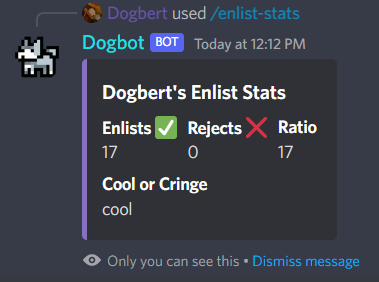 Dogbert used /enlist-stats
Dogbot BOT Today at 12:12 PM
Dogbert's Enlist Stats
Enlists ✅ Rejects ❌ Ratio
17 0 17
Cool or Cringe
cool
Only you can see this • Dismiss message